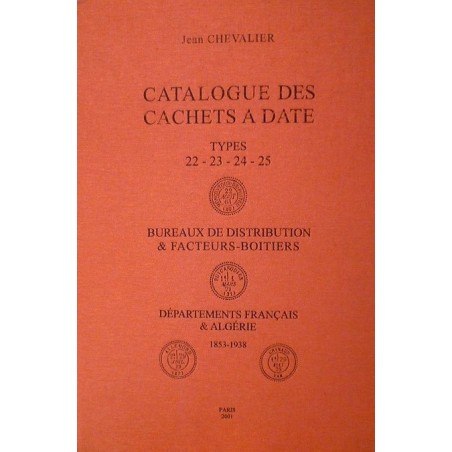 Jean CHEVALIER
CATALOGUE DES
CACHETS A DATE
TYPES
22 - 23 - 24 - 25
BUREAUX DE DISTRIBUTION
& FACTEURS-BOITIERS
DÉPARTEMENTS FRANÇAIS
& ALGÉRIE
1853-1938
PARIS
2001